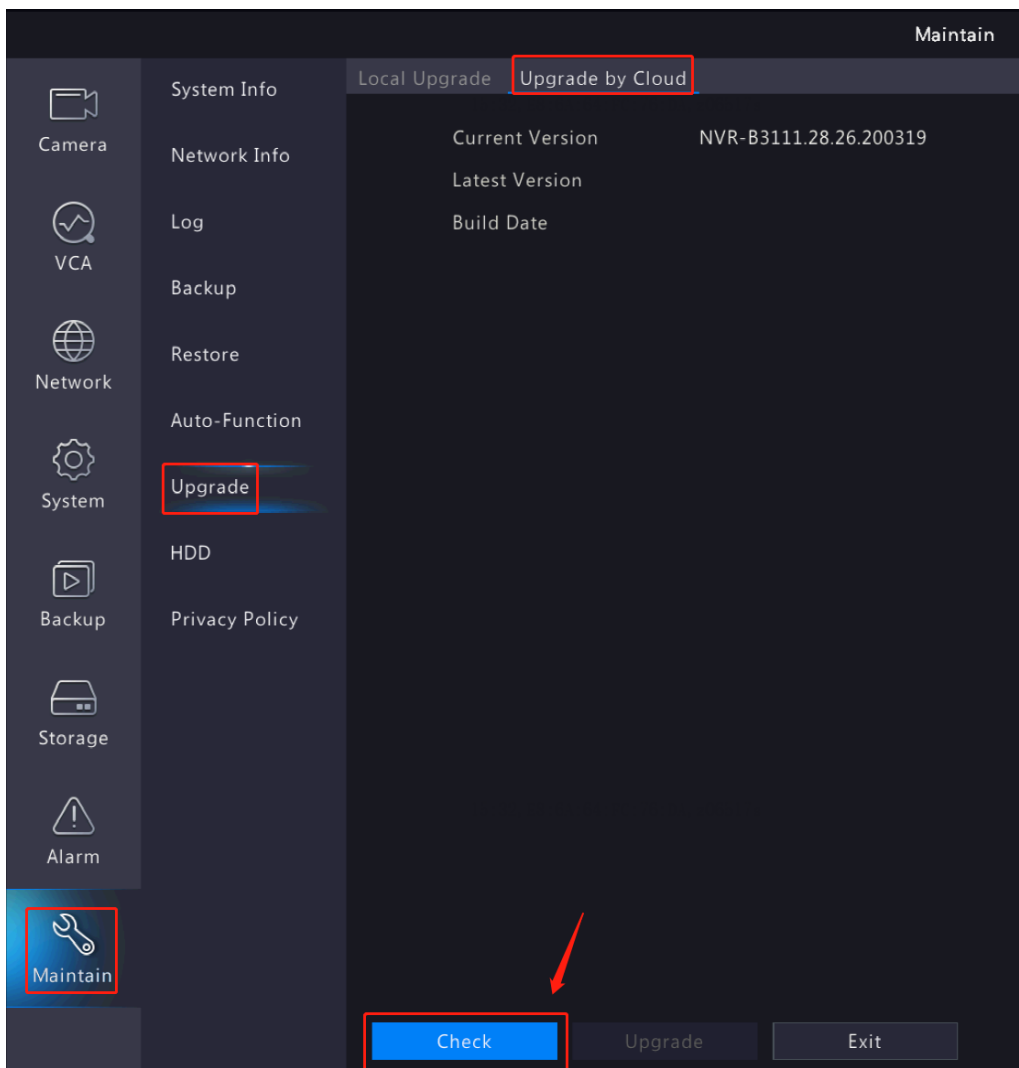 Maintain
Camera
VCA
Network
System
Backup
Storage
Alarm
Maintain
System Info
Network Info
Log
Backup
Restore
Auto-Function
Upgrade
HDD
Privacy Policy
Local Upgrade Upgrade by Cloud
Current Version NVR-B3111.28.26.200319
Latest Version
Build Date
Check Upgrade Exit